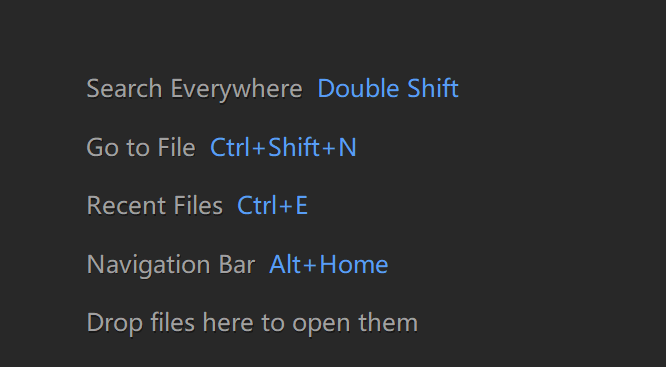 Search Everywhere Double Shift
Go to File Ctrl+Shift+N
Recent Files Ctrl+E
Navigation Bar Alt+Home
Drop files here to open them